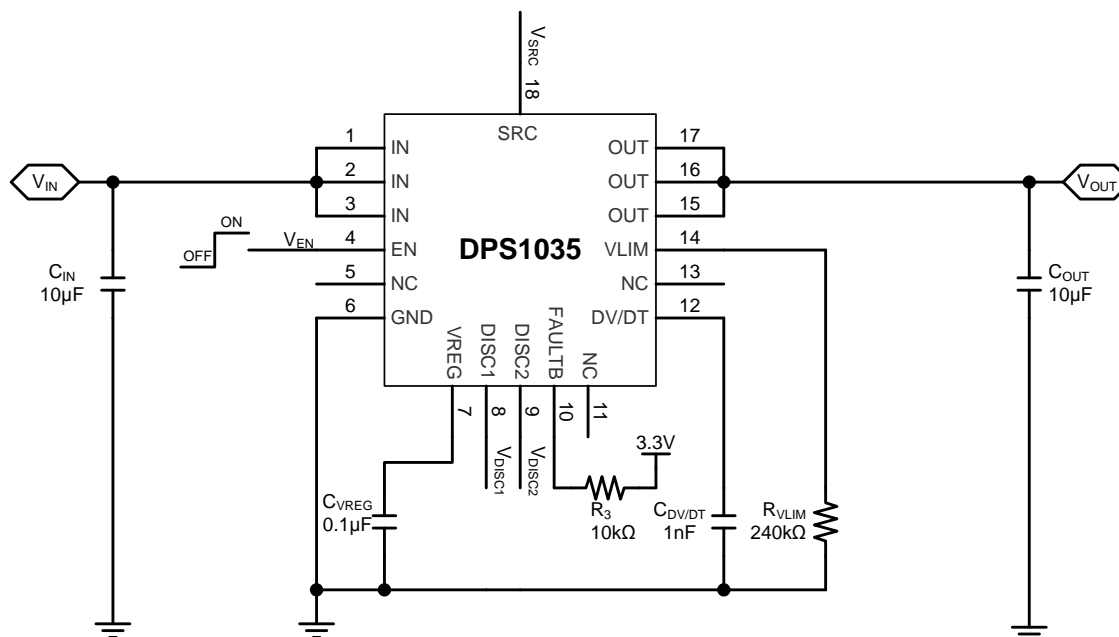 VSRC
18
SRC
1
IN
OUT
17
VIN
2
IN
OUT
16
VOUT
3
IN
OUT
15
ON
OFF
VEN
4
EN
DPS1035
VLIM
14
CIN
10µF
5
NC
NC
13
COUT
10µF
6
GND
DV/DT
12
VREG
DISC1
DISC2
FAULTB
NC
7
8
9
10
11
VDISC1
VDISC2
3.3V
CVREG
0.1µF
R3
10kΩ
CDV/DT
1nF
RVLIM
240kΩ